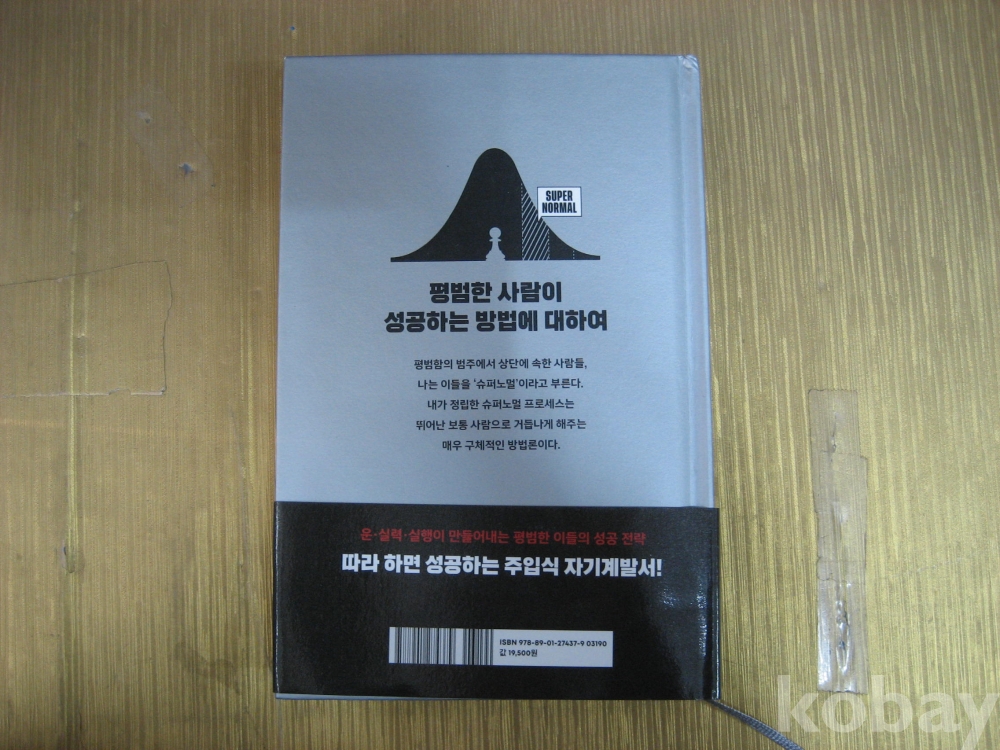 SUPER
NORMAL
평범한 사람이
성공하는 방법에 대하여
평범함의 범주에서 상단에 속한 사람들,
나는 이들을 '슈퍼노멀'이라고 부른다.
내가 정립한 슈퍼노멀 프로세스는
뛰어난 보통 사람으로 거듭나게 해주는
매우 구체적인 방법론이다.
운·실력·실행이 만들어내는 평범한 이들의 성공 전략
따라 하면 성공하는 주입식 자기계발서!
ISBN 978-89-01-27437-9 03190
값 19,500원
kobay